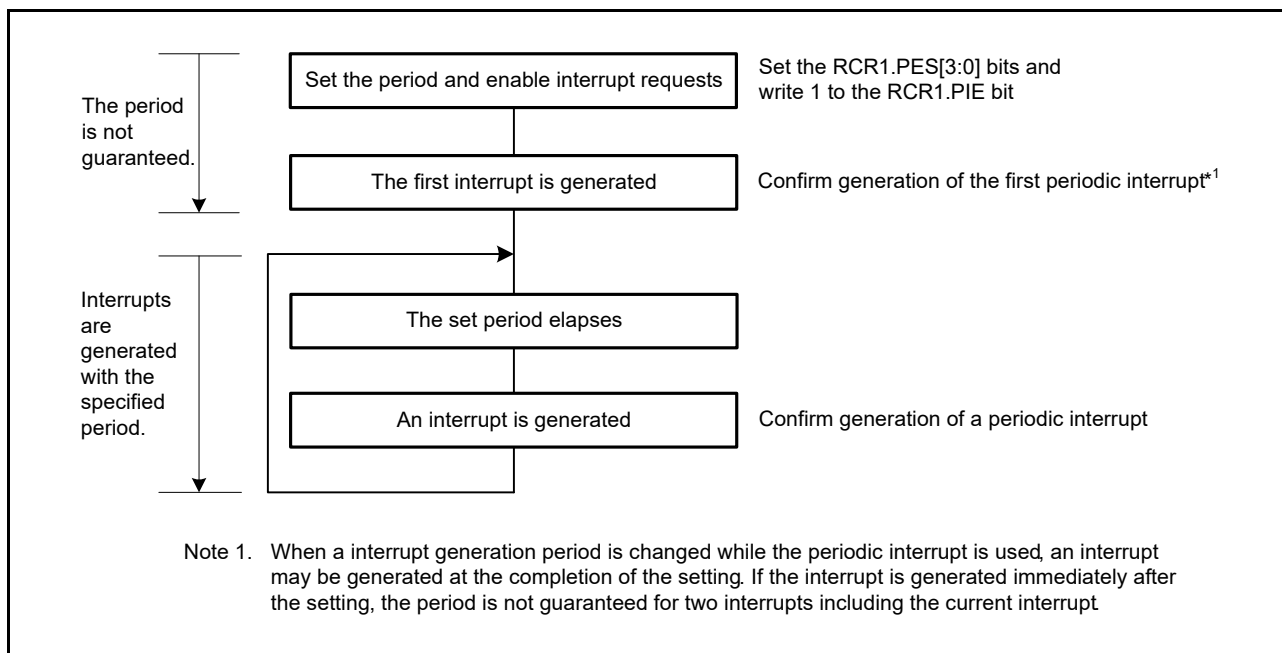 Set the period and enable interrupt requests
Set the RCR1.PES[3:0] bits and
write 1 to the RCR1.PIE bit
The period
is not
guaranteed.
The first interrupt is generated
Confirm generation of the first periodic interrupt*1
Interrupts
are
generated
with the
specified
period.
The set period elapses
An interrupt is generated
Confirm generation of a periodic interrupt
Note 1. When a interrupt generation period is changed while the periodic interrupt is used, an interrupt
may be generated at the completion of the setting. If the interrupt is generated immediately after
the setting, the period is not guaranteed for two interrupts including the current interrupt.